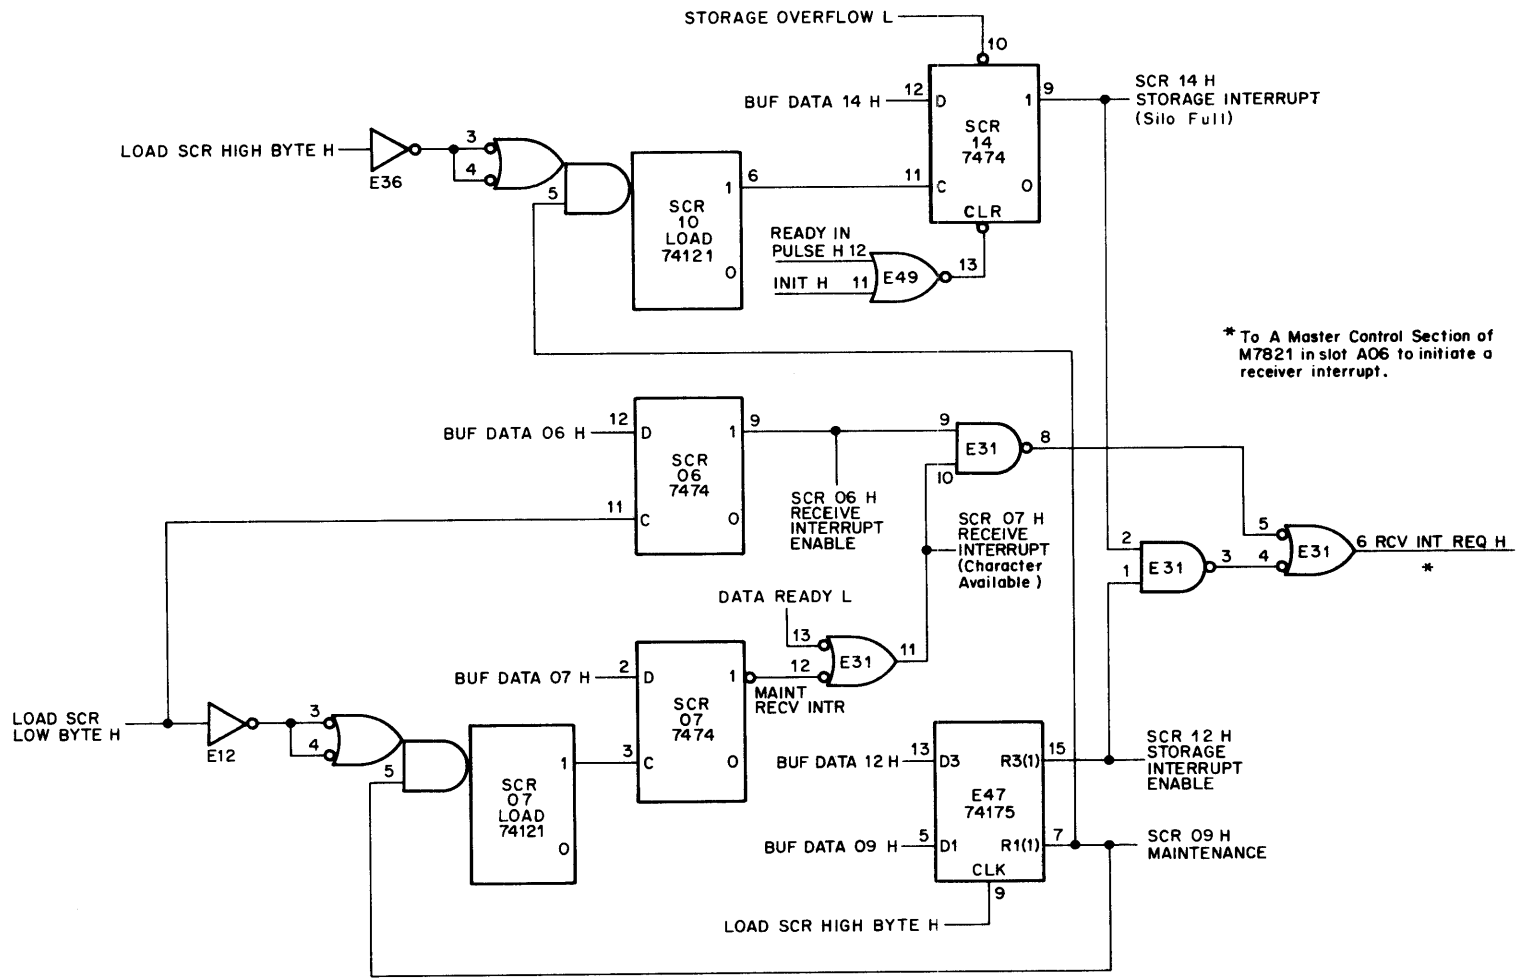 STORAGE OVERFLOW L
10
BUF DATA 14 H
12
D
1
9
SCR
14
7474
SCR 14 H
STORAGE INTERRUPT
(Silo Full)
LOAD SCR HIGH BYTE H
E36
3
4
5
1
6
SCR
10
LOAD
74121
0
11
C
0
CLR
READY IN
PULSE H 12
INIT H 11
E49
13
* To A Master Control Section of
M7821 in slot A06 to initiate a
receiver interrupt.
BUF DATA 06 H
12
D
1
9
SCR
06
7474
11
C
0
SCR 06 H
RECEIVE
INTERRUPT
ENABLE
9
10
E31
8
SCR 07 H
RECEIVE
INTERRUPT
(Character
Available)
2
1
E31
3
5
4
E31
6 RCV INT REQ H
*
DATA READY L
13
12
E31
11
BUF DATA 07 H
2
D
1
SCR
07
7474
3
C
0
MAINT
RECV INTR
LOAD SCR
LOW BYTE H
E12
3
4
5
1
SCR
07
LOAD
74121
0
BUF DATA 12 H
13
D3
R3(1)
15
E47
74175
SCR 12 H
STORAGE
INTERRUPT
ENABLE
BUF DATA 09 H
5
D1
R1(1)
7
CLK
9
SCR 09 H
MAINTENANCE
LOAD SCR HIGH BYTE H